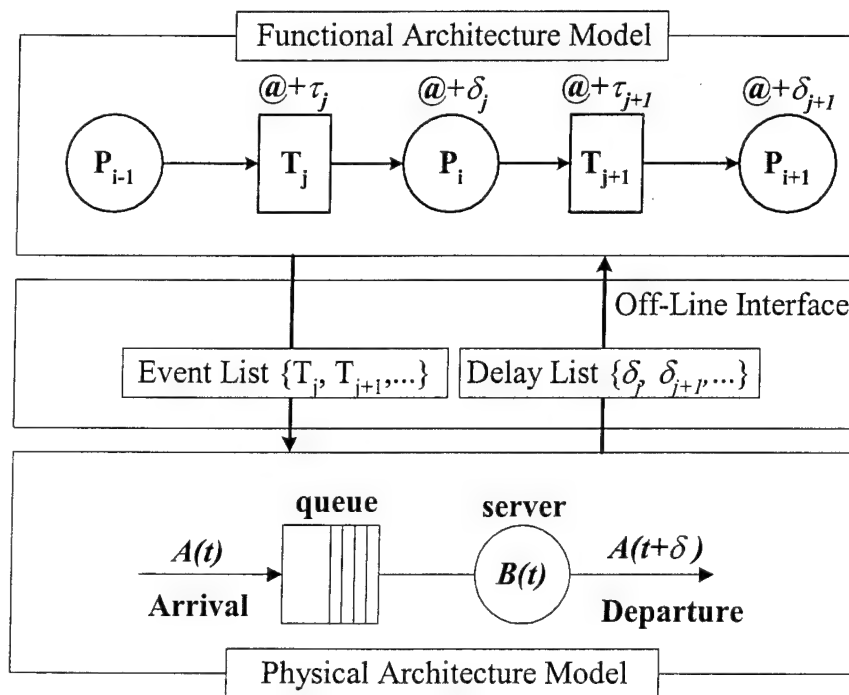 Functional Architecture Model
@+τj @+δj @+τj+1 @+δj+1
Pi-1 Tj Pi Tj+1 Pi+1
Off-Line Interface
Event List {Tj, Tj+1,...} Delay List {δj, δj+1,...}
queue server
A(t) B(t) A(t+δ)
Arrival Departure
Physical Architecture Model